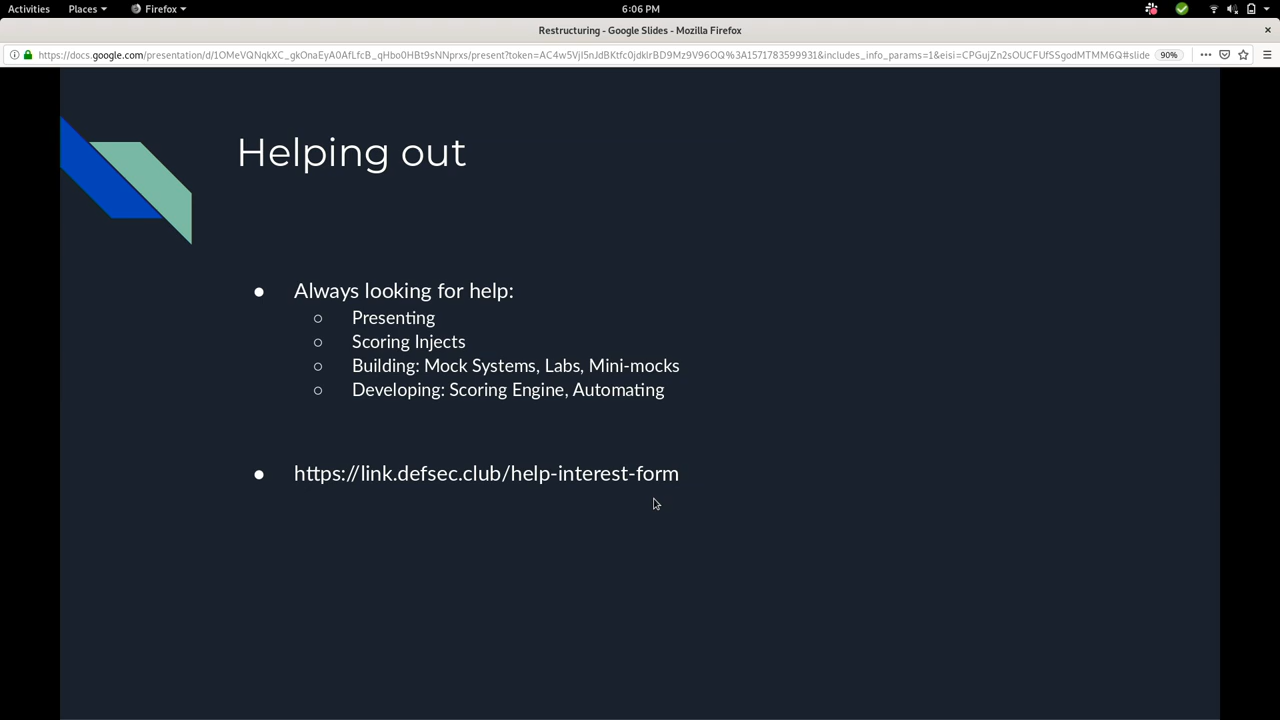 Activities Places Firefox 6:06 PM
Restructuring - Google Slides - Mozilla Firefox
90%
Helping out
Always looking for help:
Presenting
Scoring Injects
Building: Mock Systems, Labs, Mini-mocks
Developing: Scoring Engine, Automating
https://link.defsec.club/help-interest-form